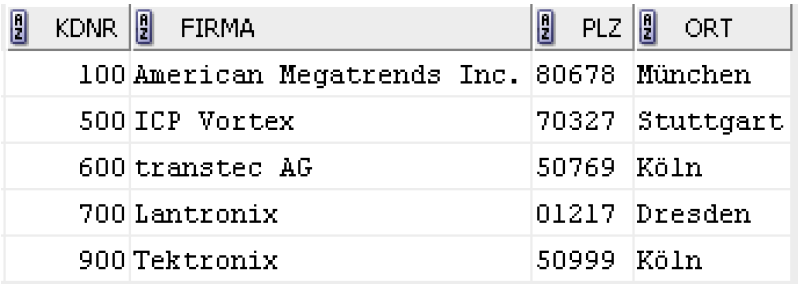 KDNR FIRMA PLZ ORT
100 American Megatrends Inc. 80678 München
500 ICP Vortex 70327 Stuttgart
600 transtec AG 50769 Köln
700 Lantronix 01217 Dresden
900 Tektronix 50999 Köln